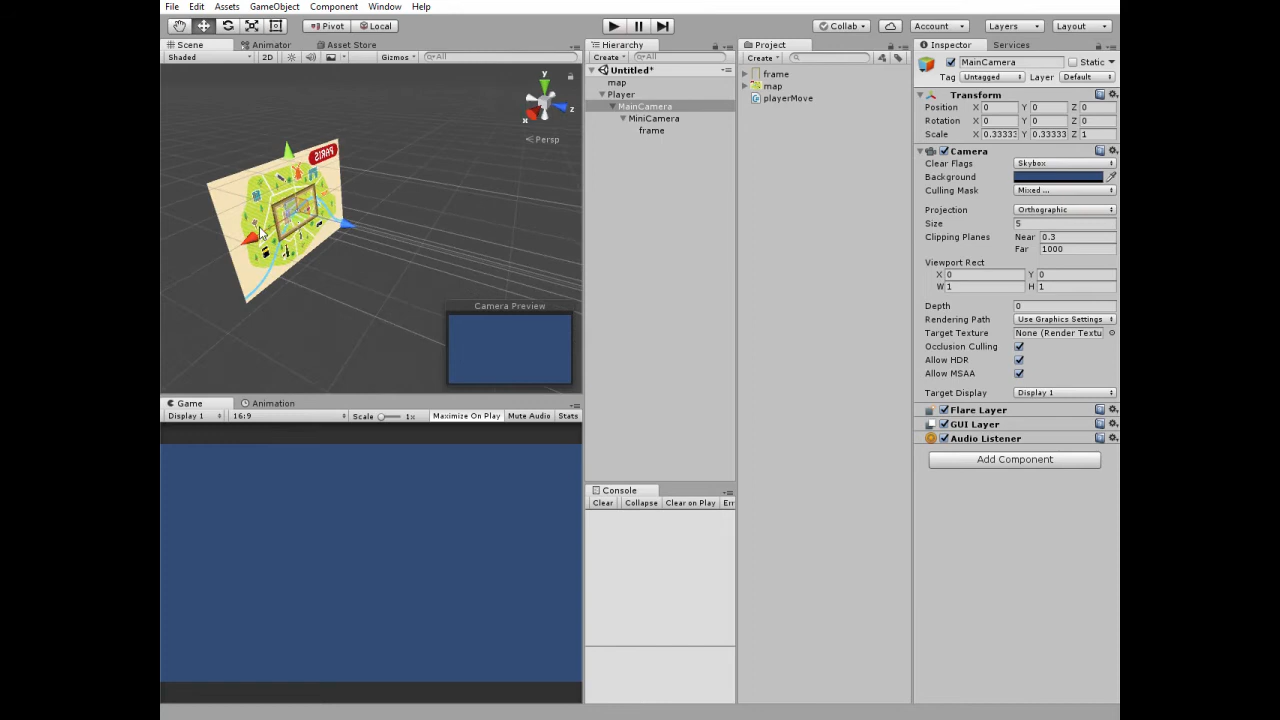 File Edit Assets GameObject Component Window Help
Pivot Local Collab Account Layers Layout
Scene Animator Asset Store
Shaded 2D Gizmos All
y
x
z
Persp
PARIS
Camera Preview
Game Animation
Display 1 16:9 Scale 1x Maximize On Play Mute Audio Stats
Hierarchy
Create All
Untitled*
map
Player
MainCamera
MiniCamera
frame
Console
Clear Collapse Clear on Play Err
Project
Create
frame
map
playerMove
Inspector Services
MainCamera Static
Tag Untagged Layer Default
Transform
Position X 0 Y 0 Z 0
Rotation X 0 Y 0 Z 0
Scale X 0.33333 Y 0.33333 Z 1
Camera
Clear Flags Skybox
Background
Culling Mask Mixed ...
Projection Orthographic
Size 5
Clipping Planes Near 0.3
Far 1000
Viewport Rect
X 0 Y 0
W 1 H 1
Depth 0
Rendering Path Use Graphics Settings
Target Texture None (Render Textu
Occlusion Culling
Allow HDR
Allow MSAA
Target Display Display 1
Flare Layer
GUI Layer
Audio Listener
Add Component